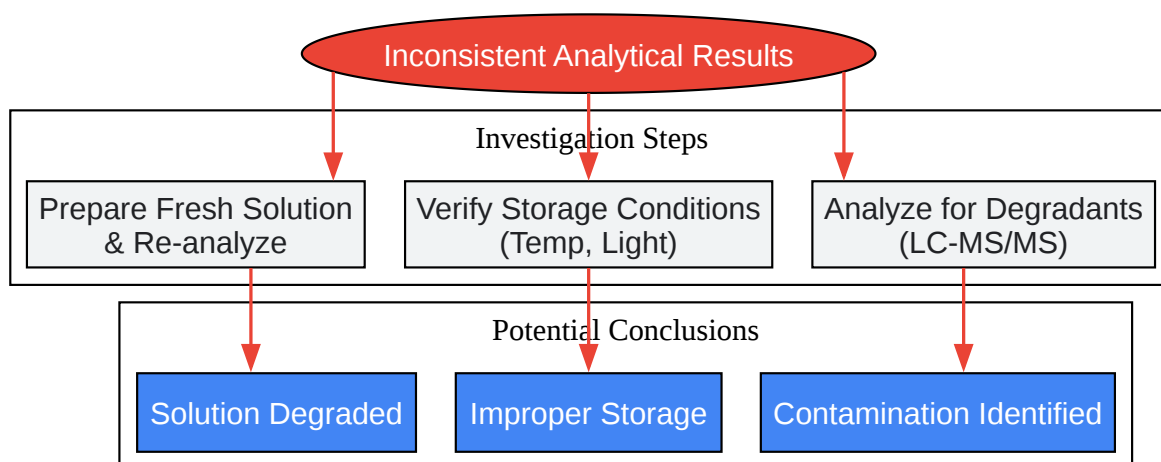 Inconsistent Analytical Results
Investigation Steps
Prepare Fresh Solution
& Re-analyze
Verify Storage Conditions
(Temp, Light)
Analyze for Degradants
(LC-MS/MS)
Potential Conclusions
Solution Degraded
Improper Storage
Contamination Identified